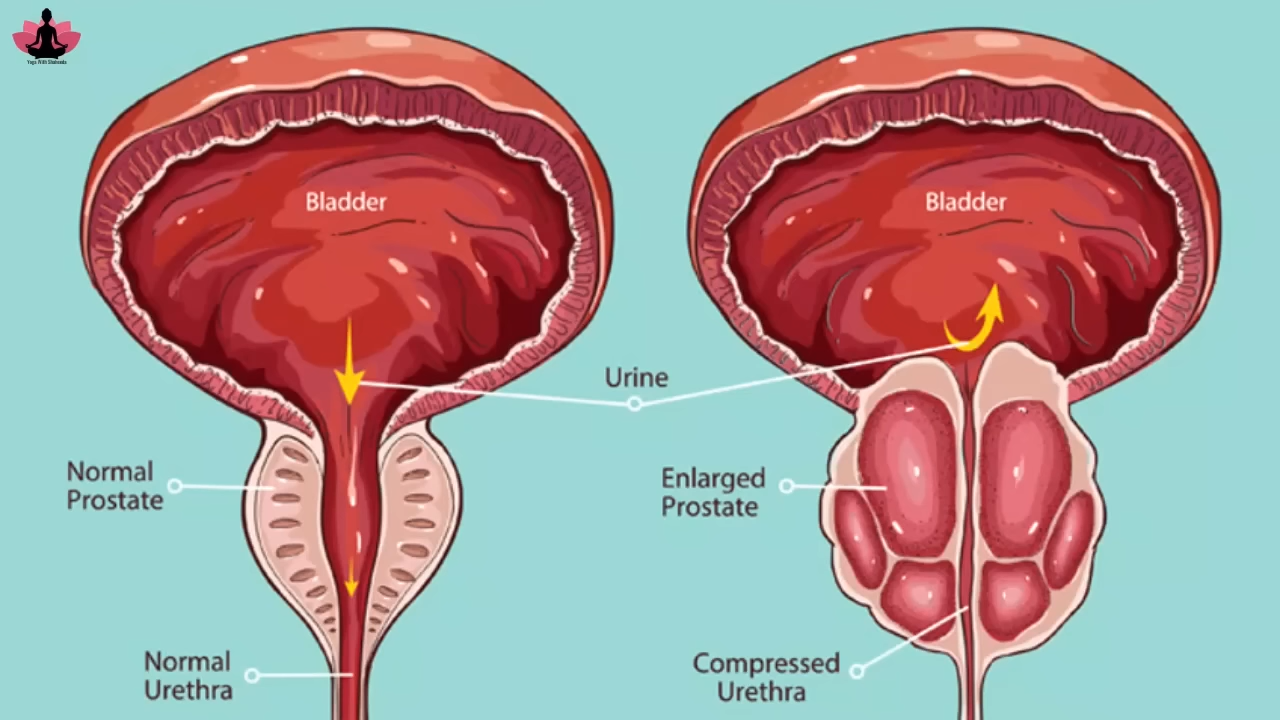 Bladder
Bladder
Urine
Normal
Prostate
Enlarged
Prostate
Normal
Urethra
Compressed
Urethra